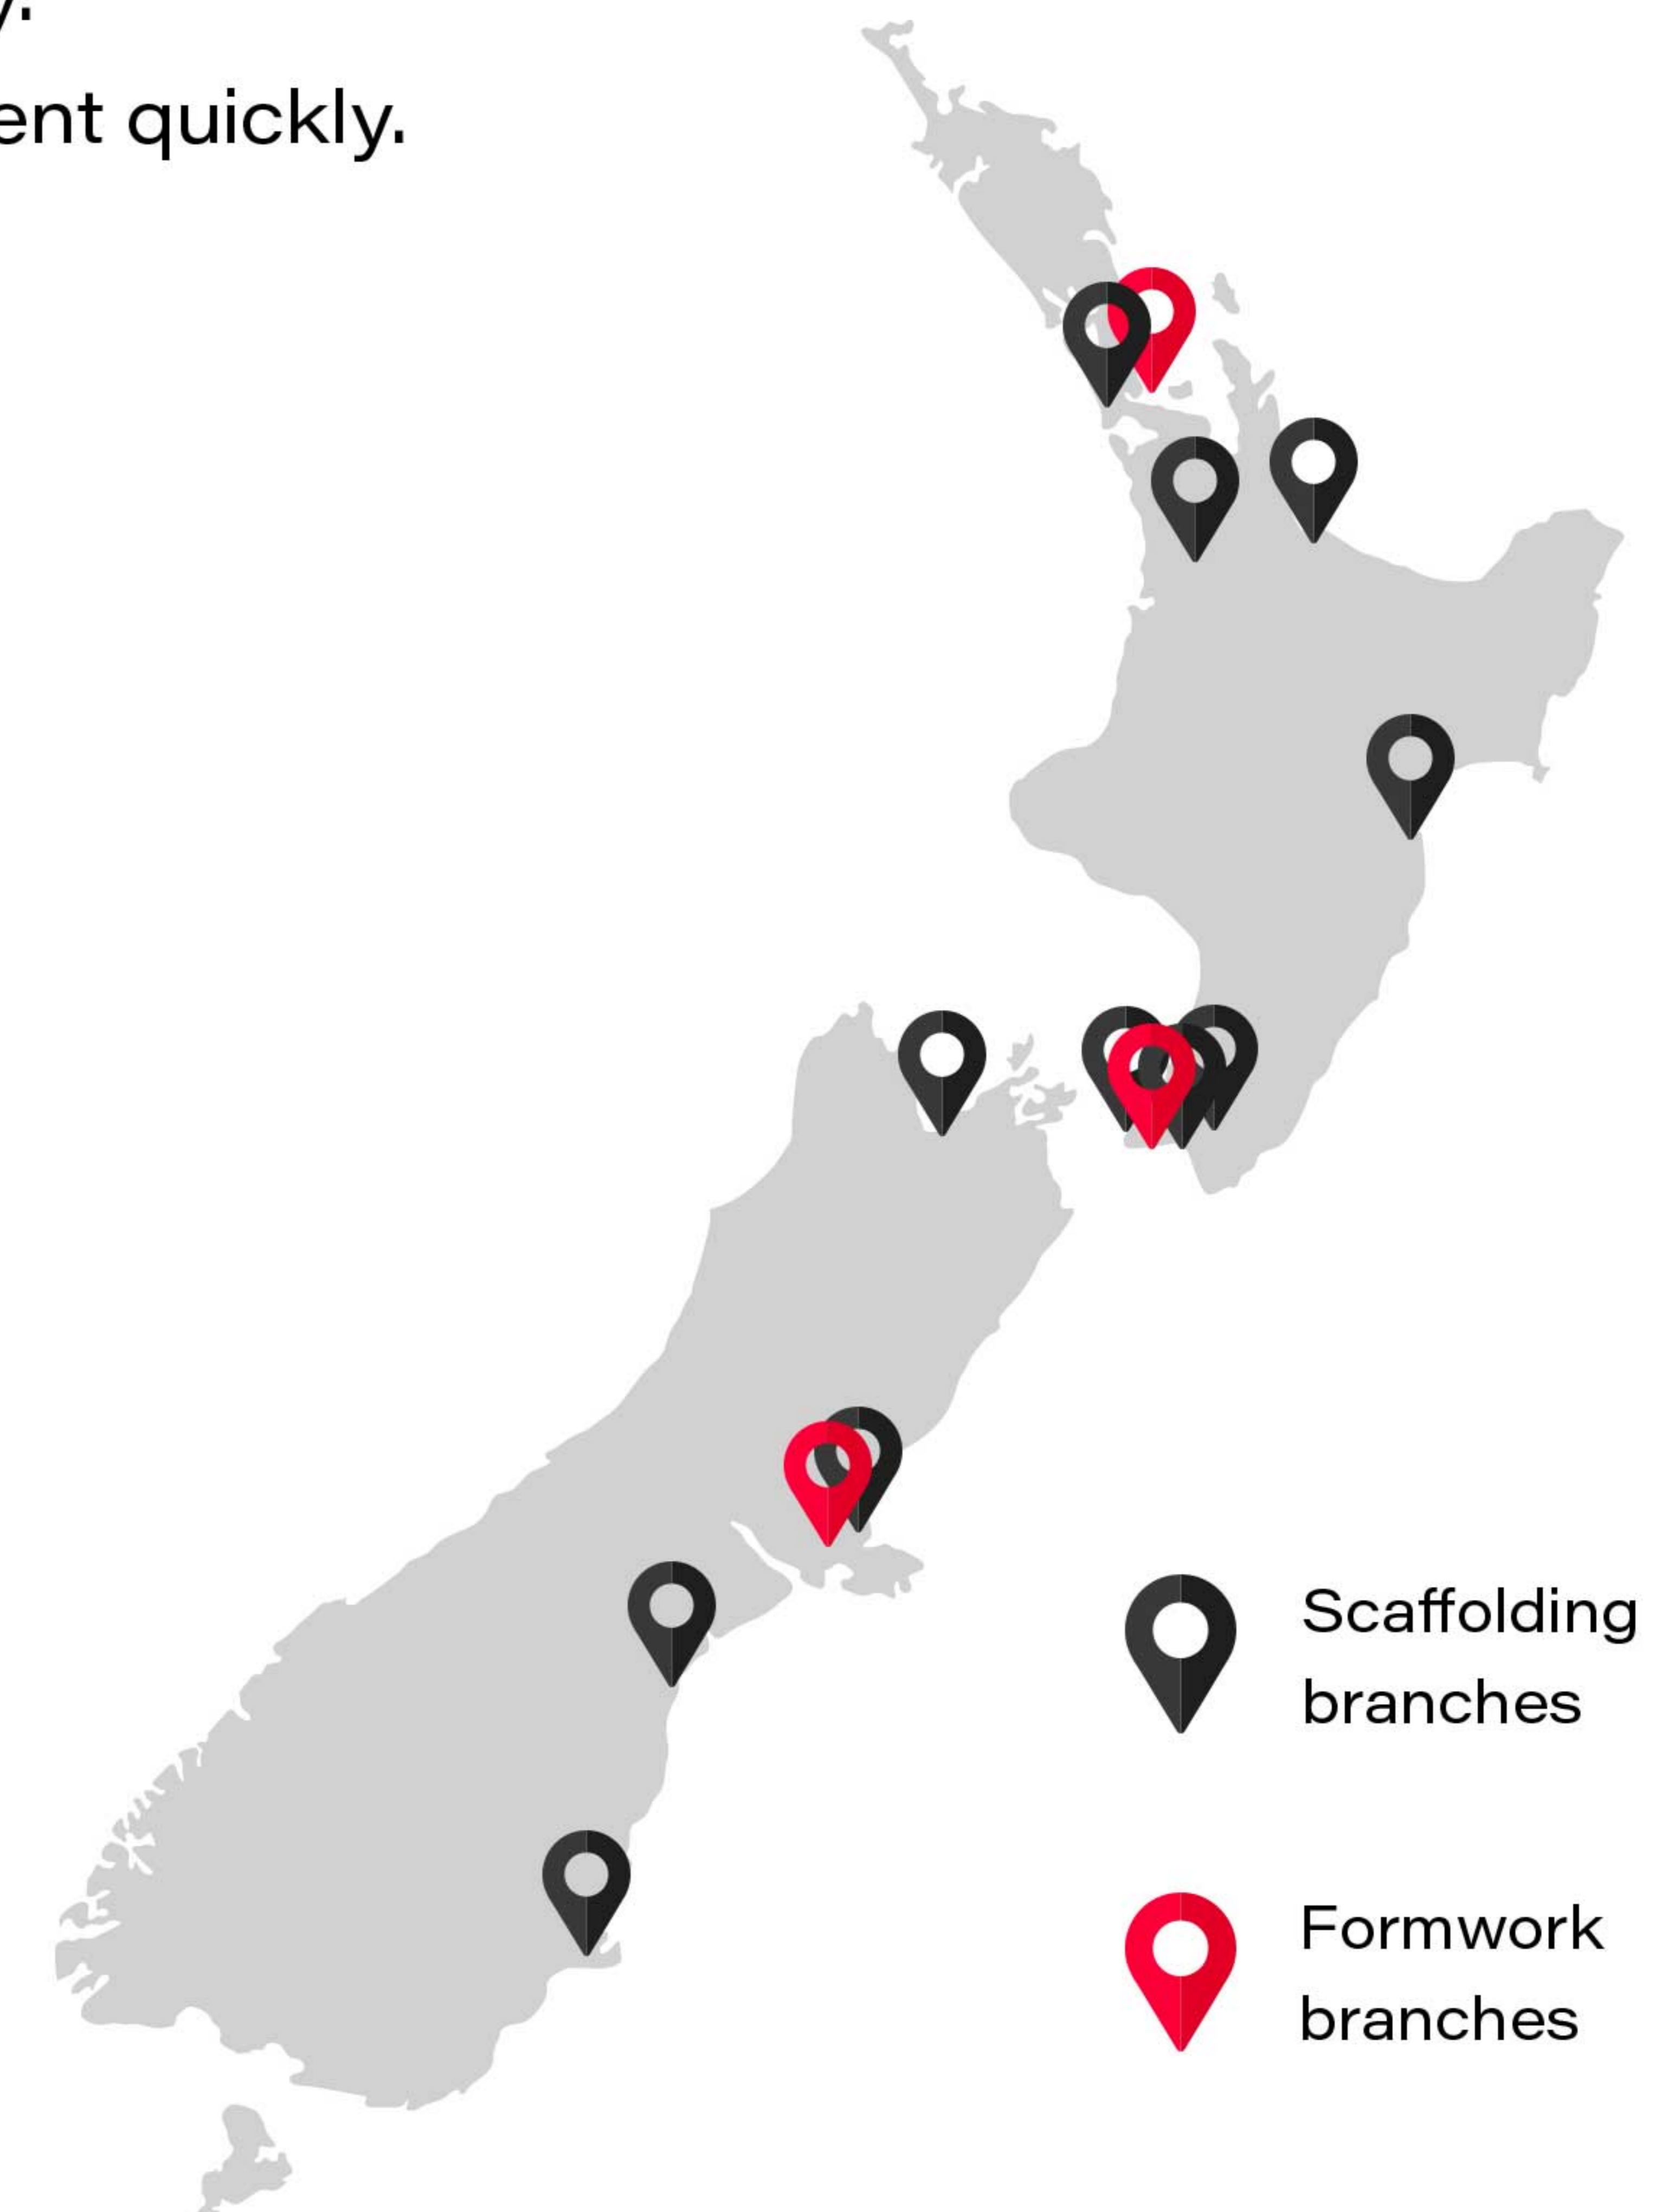 ent quickly.
Scaffolding
branches
Formwork
branches